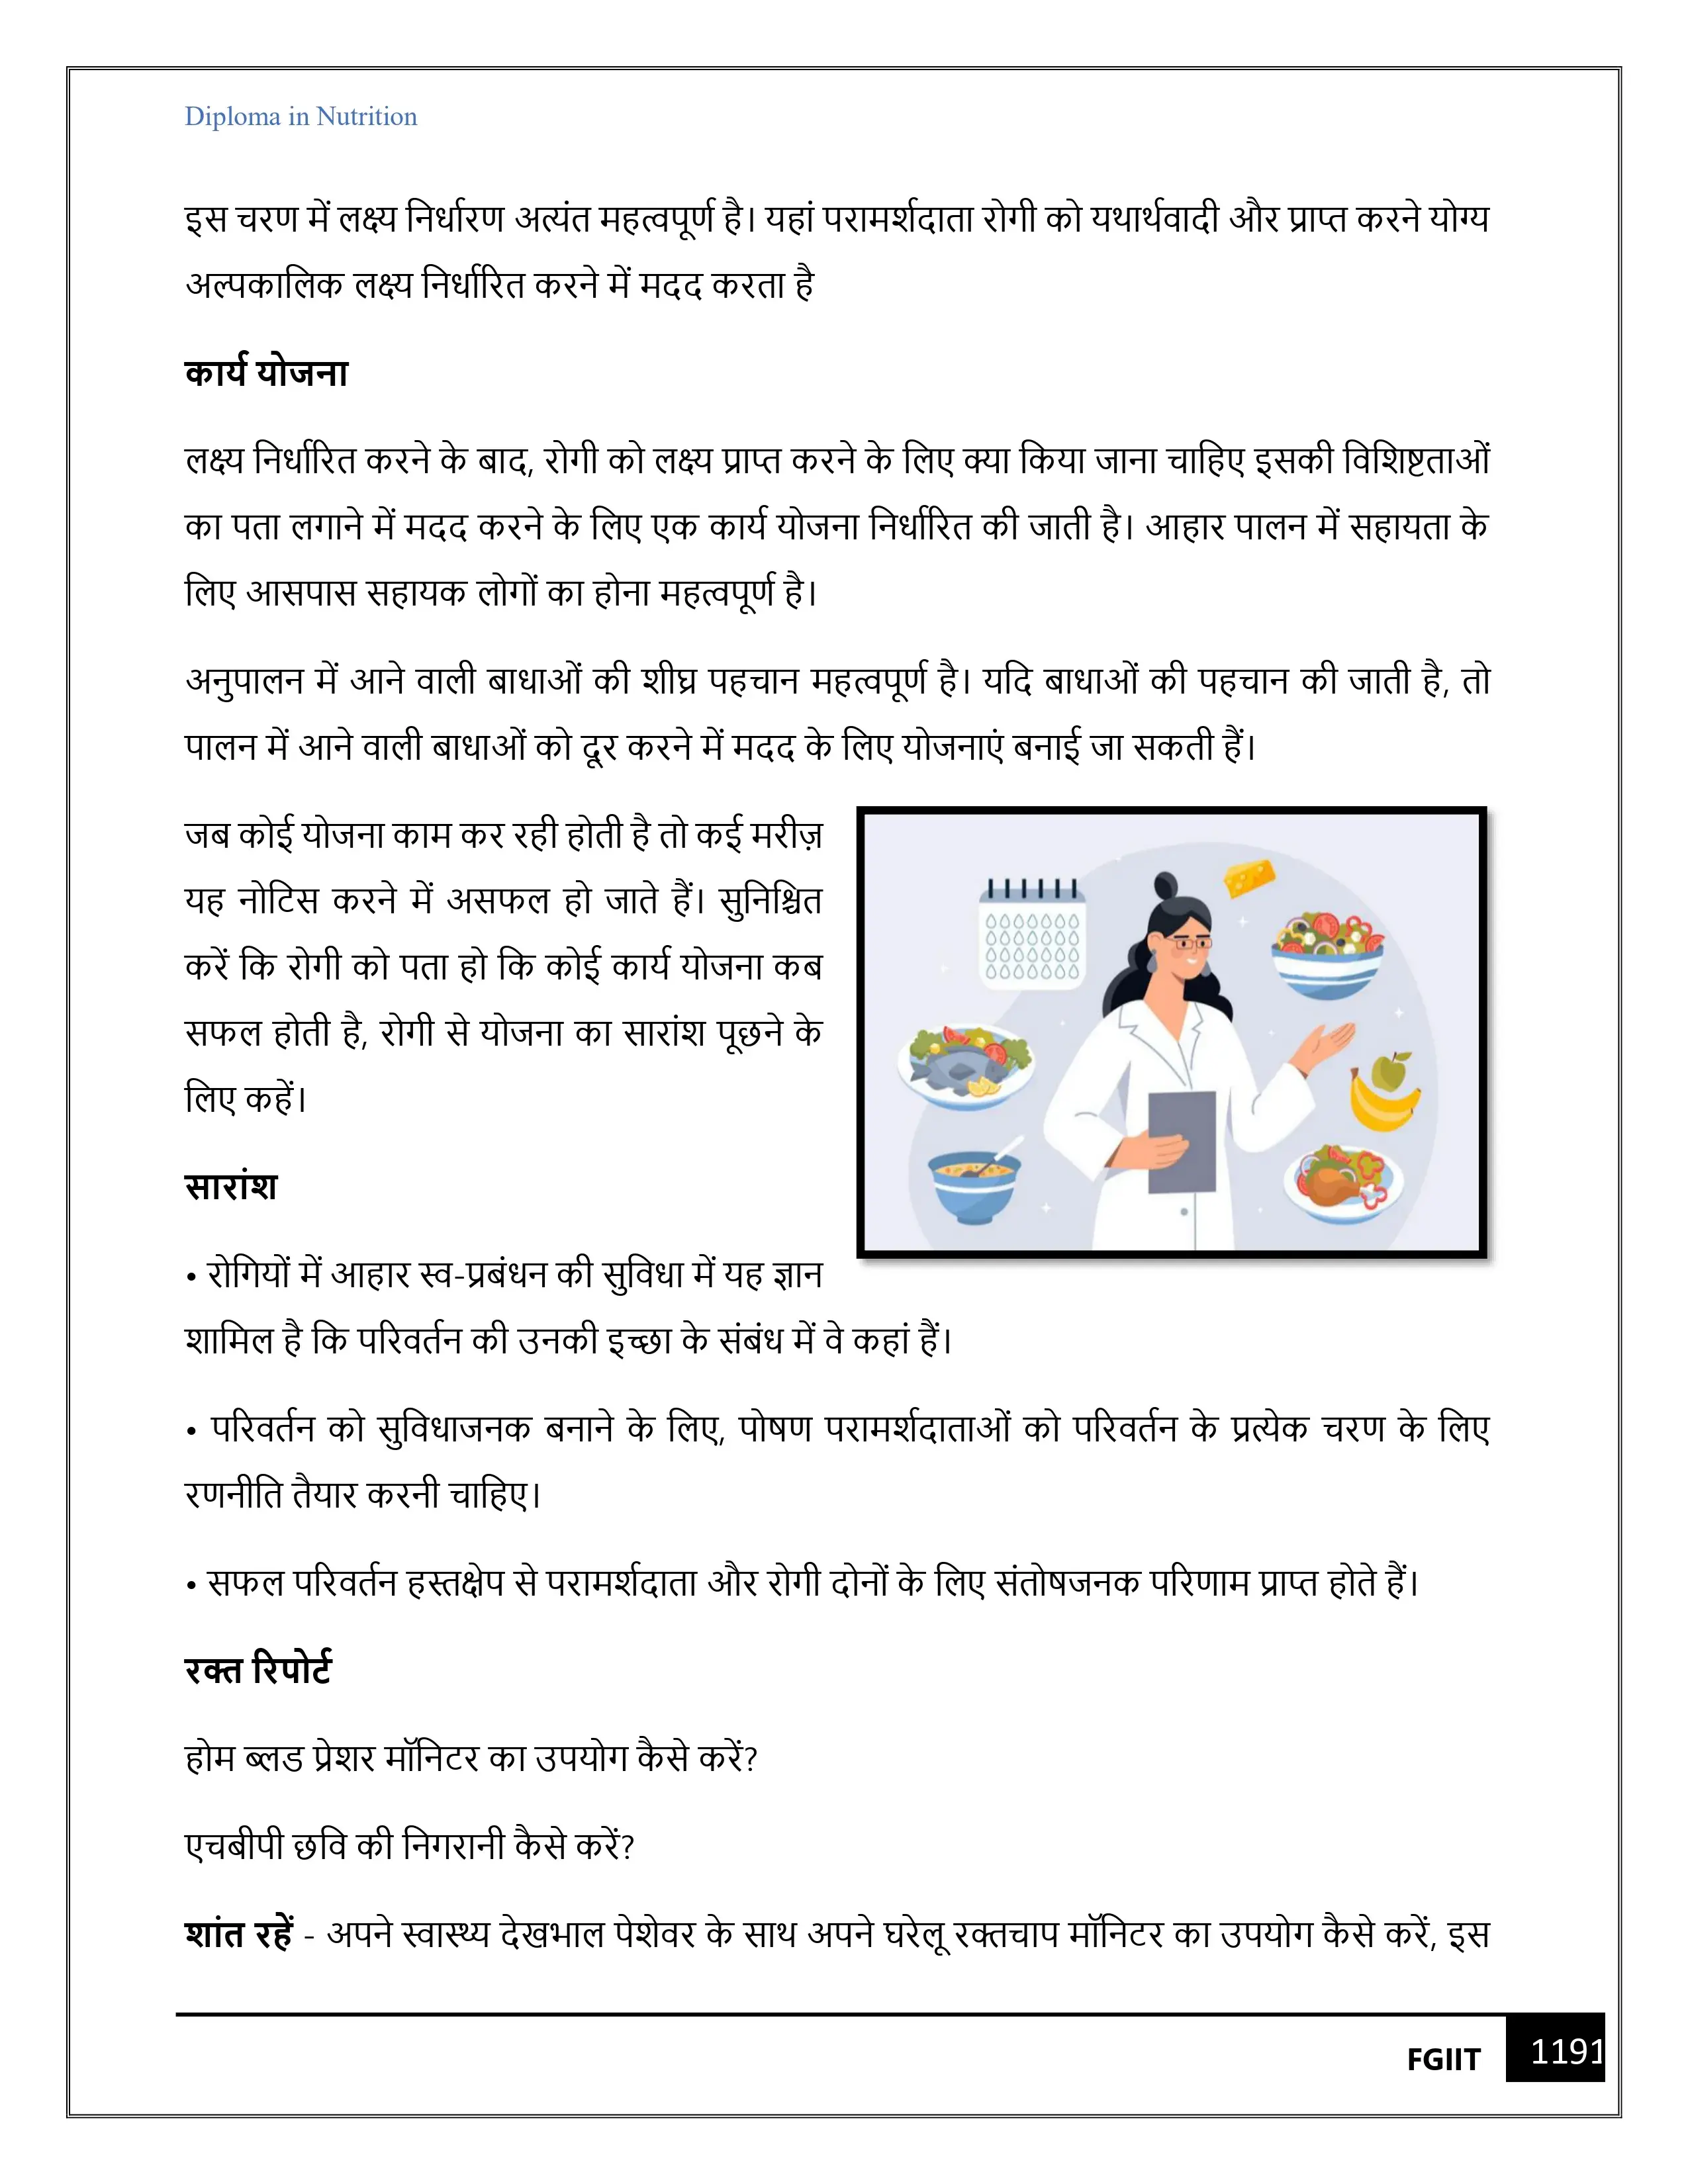 Diploma in Nutrition
इस चरण में लक्ष्य निर्धारण अत्यंत महत्वपूर्ण है। यहां परामर्शदाता रोगी को यथार्थवादी और प्राप्त करने योग्य
अल्पकालिक लक्ष्य निर्धारित करने में मदद करता है
कार्य योजना
लक्ष्य निर्धारित करने के बाद, रोगी को लक्ष्य प्राप्त करने के लिए क्या किया जाना चाहिए इसकी विशिष्टताओं
का पता लगाने में मदद करने के लिए एक कार्य योजना निर्धारित की जाती है। आहार पालन में सहायता के
लिए आसपास सहायक लोगों का होना महत्वपूर्ण है।
अनुपालन में आने वाली बाधाओं की शीघ्र पहचान महत्वपूर्ण है। यदि बाधाओं की पहचान की जाती है, तो
पालन में आने वाली बाधाओं को दूर करने में मदद के लिए योजनाएं बनाई जा सकती हैं।
जब कोई योजना काम कर रही होती है तो कई मरीज़
यह नोटिस करने में असफल हो जाते हैं। सुनिश्चित
करें कि रोगी को पता हो कि कोई कार्य योजना कब
सफल होती है, रोगी से योजना का सारांश पूछने के
लिए कहें।
सारांश
• रोगियों में आहार स्व-प्रबंधन की सुविधा में यह ज्ञान
शामिल है कि परिवर्तन की उनकी इच्छा के संबंध में वे कहां हैं।
• परिवर्तन को सुविधाजनक बनाने के लिए, पोषण परामर्शदाताओं को परिवर्तन के प्रत्येक चरण के लिए
रणनीति तैयार करनी चाहिए।
• सफल परिवर्तन हस्तक्षेप से परामर्शदाता और रोगी दोनों के लिए संतोषजनक परिणाम प्राप्त होते हैं।
रक्त रिपोर्ट
होम ब्लड प्रेशर मॉनिटर का उपयोग कैसे करें?
एचबीपी छवि की निगरानी कैसे करें?
शांत रहें - अपने स्वास्थ्य देखभाल पेशेवर के साथ अपने घरेलू रक्तचाप मॉनिटर का उपयोग कैसे करें, इस
FGIIT 1191